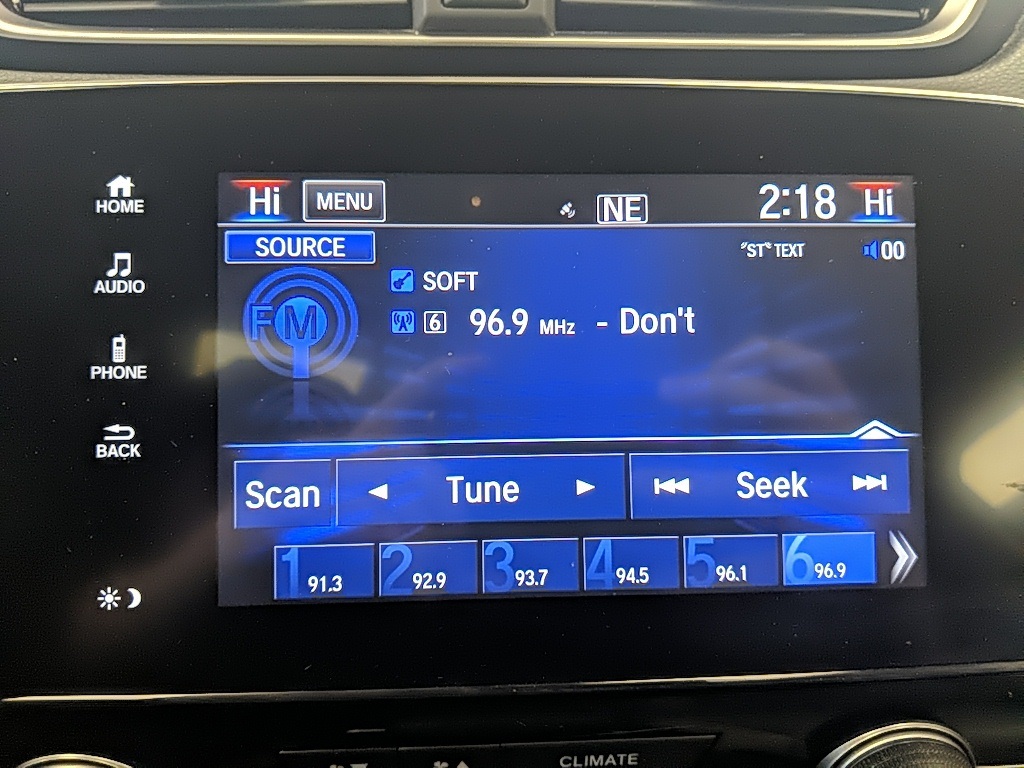 HOME
AUDIO
PHONE
BACK
Hi MENU NE 2:18 Hi
SOURCE "ST" TEXT 00
FM
SOFT
6 96.9 MHz - Don't
Scan Tune Seek
1 91.3 2 92.9 3 93.7 4 94.5 5 96.1 6 96.9
CLIMATE